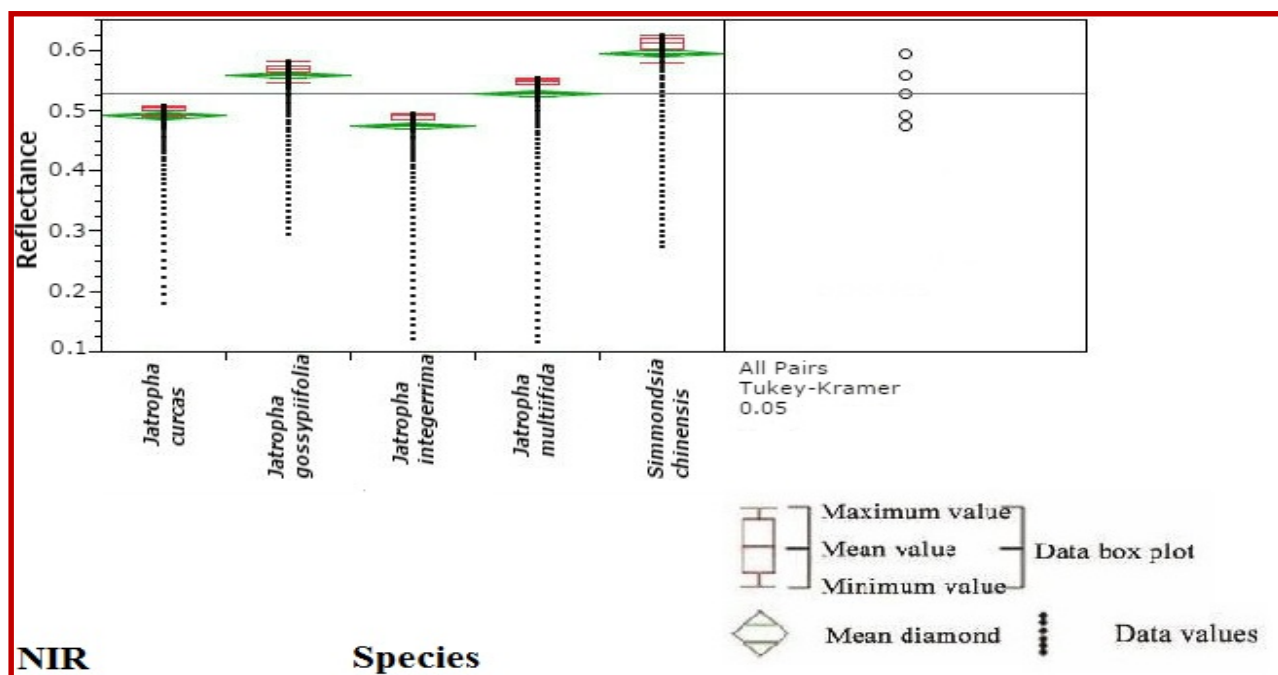 Reflectance
0.6
0.5
0.4
0.3
0.2
0.1
Jatropha
curcas
Jatropha
gossypiifolia
Jatropha
integerrima
Jatropha
multiifida
Simmondsia
chinensis
All Pairs
Tukey-Kramer
0.05
Maximum value
Mean value
Minimum value
Data box plot
Mean diamond
Data values
NIR
Species